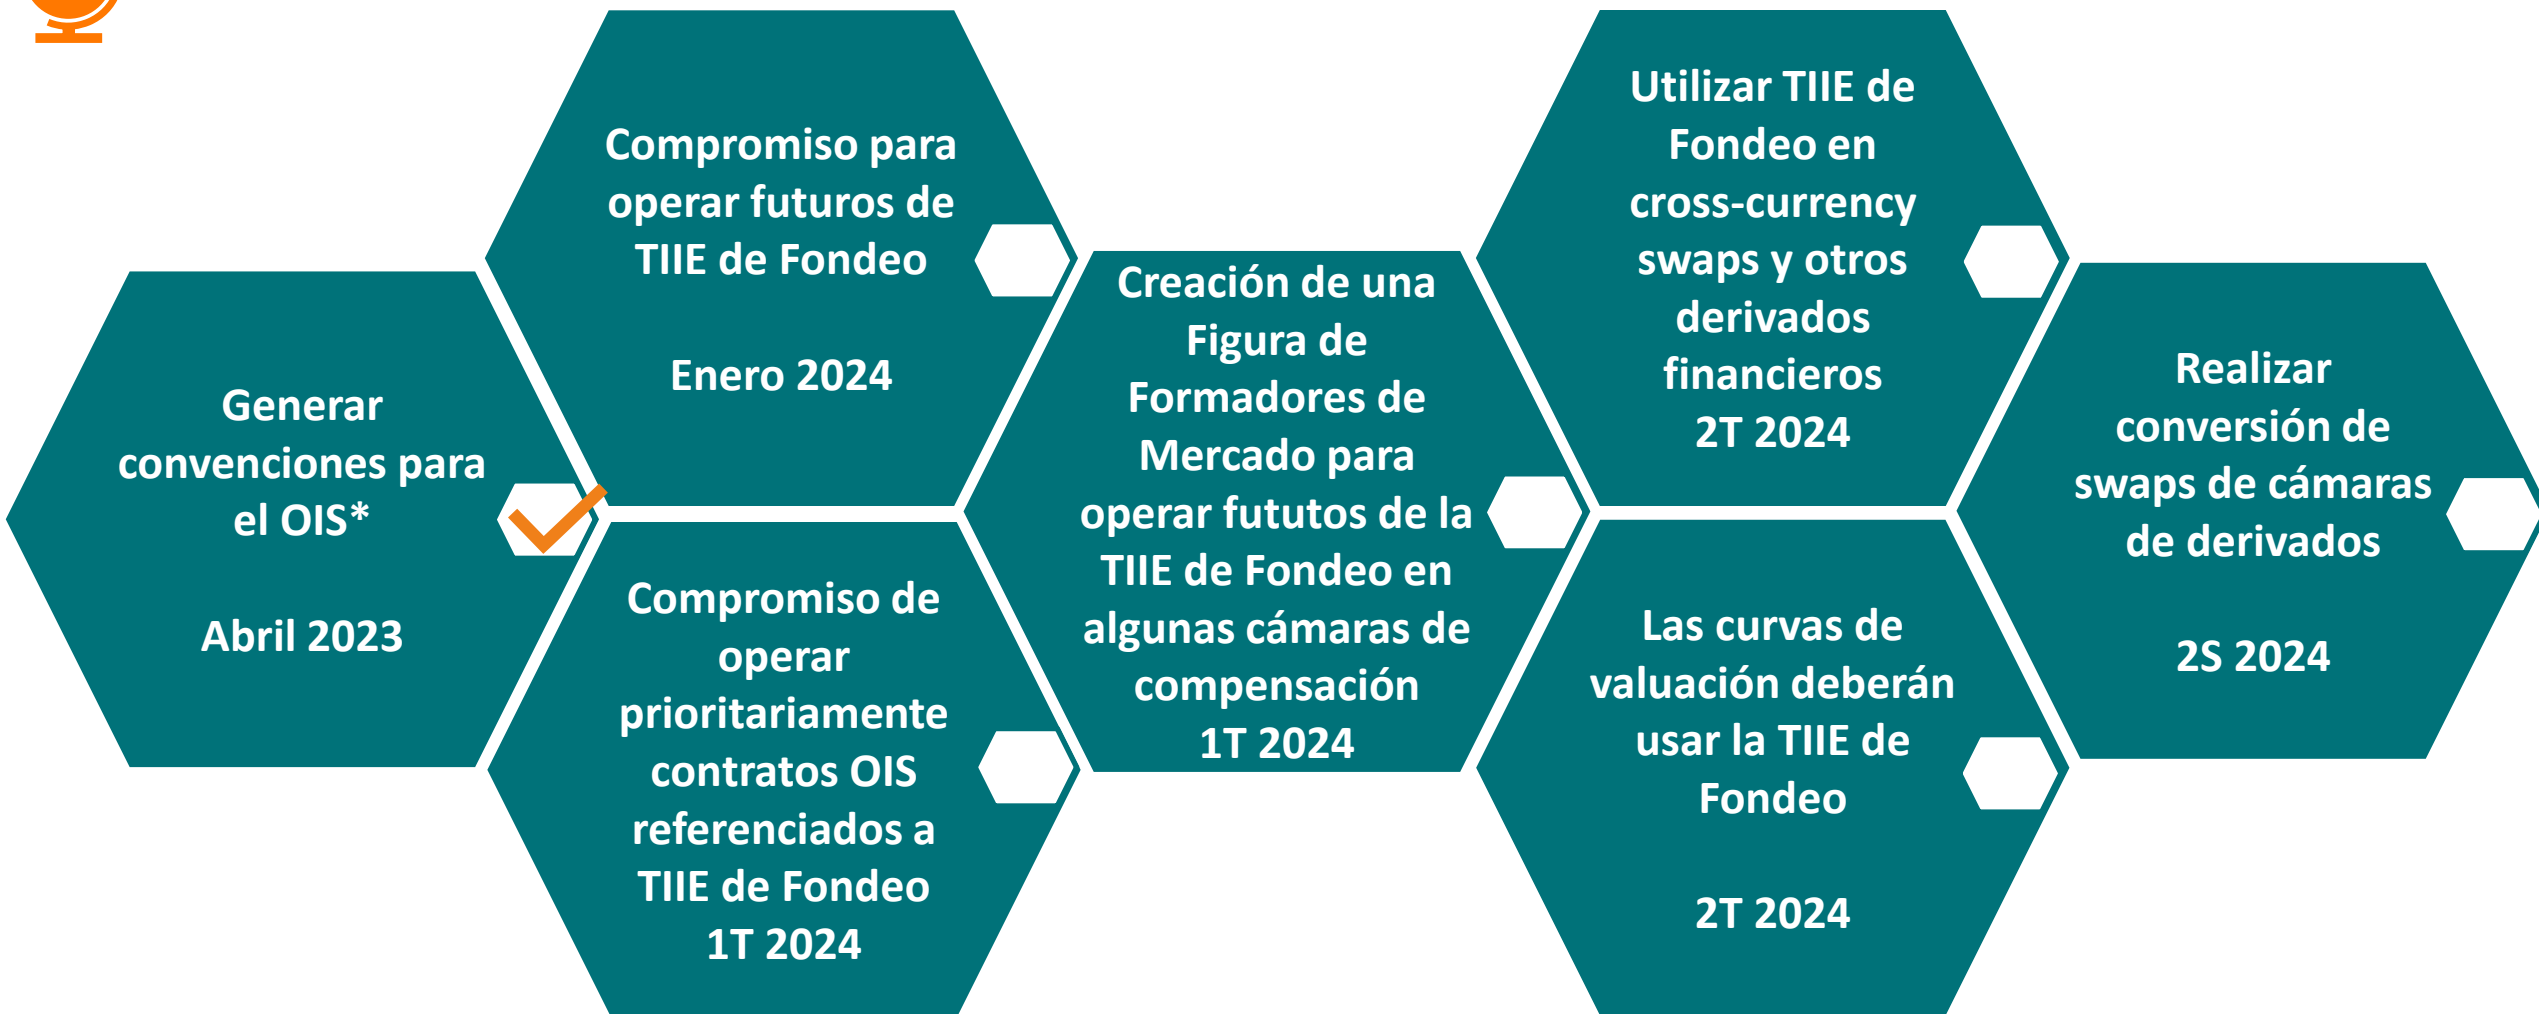 Generar
convenciones para
el OIS*
Abril 2023
Compromiso para
operar futuros de
TIIE de Fondeo
Enero 2024
Compromiso de
operar
prioritariamente
contratos OIS
referenciados a
TIIE de Fondeo
1T 2024
Creación de una
Figura de
Formadores de
Mercado para
operar fututos de la
TIIE de Fondeo en
algunas cámaras de
compensación
1T 2024
Utilizar TIIE de
Fondeo en
cross-currency
swaps y otros
derivados
financieros
2T 2024
Las curvas de
valuación deberán
usar la TIIE de
Fondeo
2T 2024
Realizar
conversión de
swaps de cámaras
de derivados
2S 2024